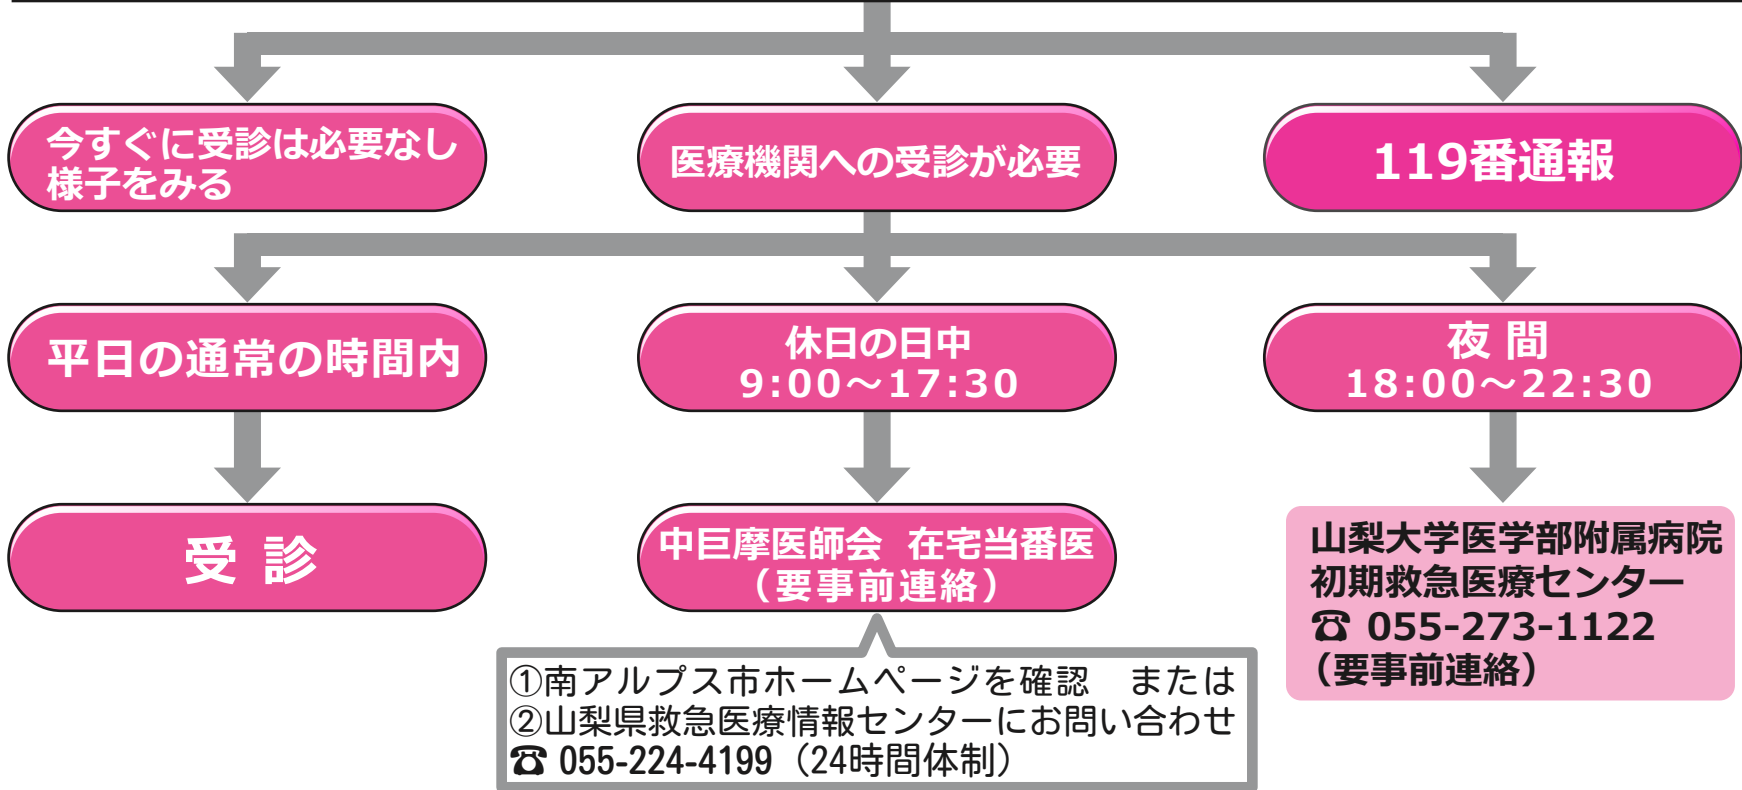 今すぐに受診は必要なし
様子をみる
医療機関への受診が必要
119番通報
平日の通常の時間内
休日の日中
9:00～17:30
夜 間
18:00～22:30
受 診
中巨摩医師会 在宅当番医
（要事前連絡）
山梨大学医学部附属病院
初期救急医療センター
☎ 055-273-1122
（要事前連絡）
①南アルプス市ホームページを確認　または
②山梨県救急医療情報センターにお問い合わせ
☎ 055-224-4199（24時間体制）